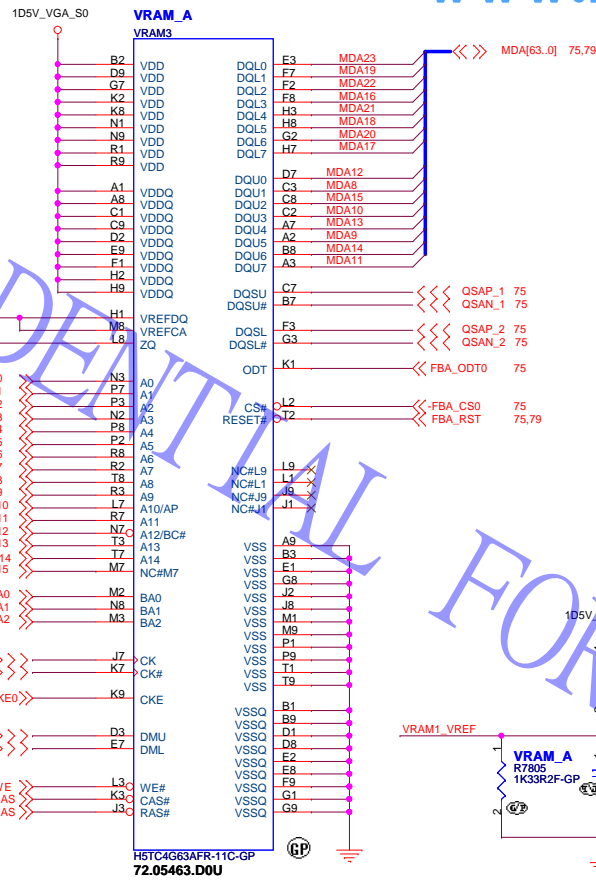 1D5V_VGA_S0
VRAM_A
VRAM3
B2 VDD DQL0 E3 MDA23
D9 VDD DQL1 F7 MDA19
G7 VDD DQL2 F2 MDA22
K2 VDD DQL3 F8 MDA16
K8 VDD DQL4 H3 MDA21
N1 VDD DQL5 H8 MDA18
N9 VDD DQL6 G2 MDA20
R1 VDD DQL7 H7 MDA17
R9 VDD
MDA[63..0] 75,79
DQU0 D7 MDA12
A1 VDDQ DQU1 C3 MDA8
A8 VDDQ DQU2 C8 MDA15
C1 VDDQ DQU3 C2 MDA10
C9 VDDQ DQU4 A7 MDA13
D2 VDDQ DQU5 A2 MDA9
E9 VDDQ DQU6 B8 MDA14
F1 VDDQ DQU7 A3 MDA11
H2 VDDQ
H9 VDDQ
DQSU C7 QSAP_1 75
DQSU# B7 QSAN_1 75
H1 VREFDQ
M8 VREFCA
L8 ZQ
DQSL F3 QSAP_2 75
DQSL# G3 QSAN_2 75
ODT K1 FBA_ODT0 75
N3 A0
P7 A1
P3 A2
N2 A3
P8 A4
P2 A5
R8 A6
R2 A7
T8 A8
R3 A9
L7 A10/AP
R7 A11
N7 A12/BC#
T3 A13
T7 A14
M7 NC#M7
CS# L2 -FBA_CS0 75
RESET# T2 FBA_RST 75,79
NC#L9 L9
NC#L1 L1
NC#J9 J9
NC#J1 J1
M2 BA0
N8 BA1
M3 BA2
J7 CK
K7 CK#
KE0 K9 CKE
D3 DMU
E7 DML
WE L3 WE#
AS K3 CAS#
AS J3 RAS#
VSS A9
VSS B3
VSS E1
VSS G8
VSS J2
VSS J8
VSS M1
VSS M9
VSS P1
VSS P9
VSS T1
VSS T9
VSSQ B1
VSSQ B9
VSSQ D1
VSSQ D8
VSSQ E2
VSSQ E8
VSSQ F9
VSSQ G1
VSSQ G9
H5TC4G63AFR-11C-GP
72.05463.D0U
GP
1D5V
VRAM1_VREF
1
VRAM_A
R7805
1K33R2F-GP
2
DENTIAL FOR